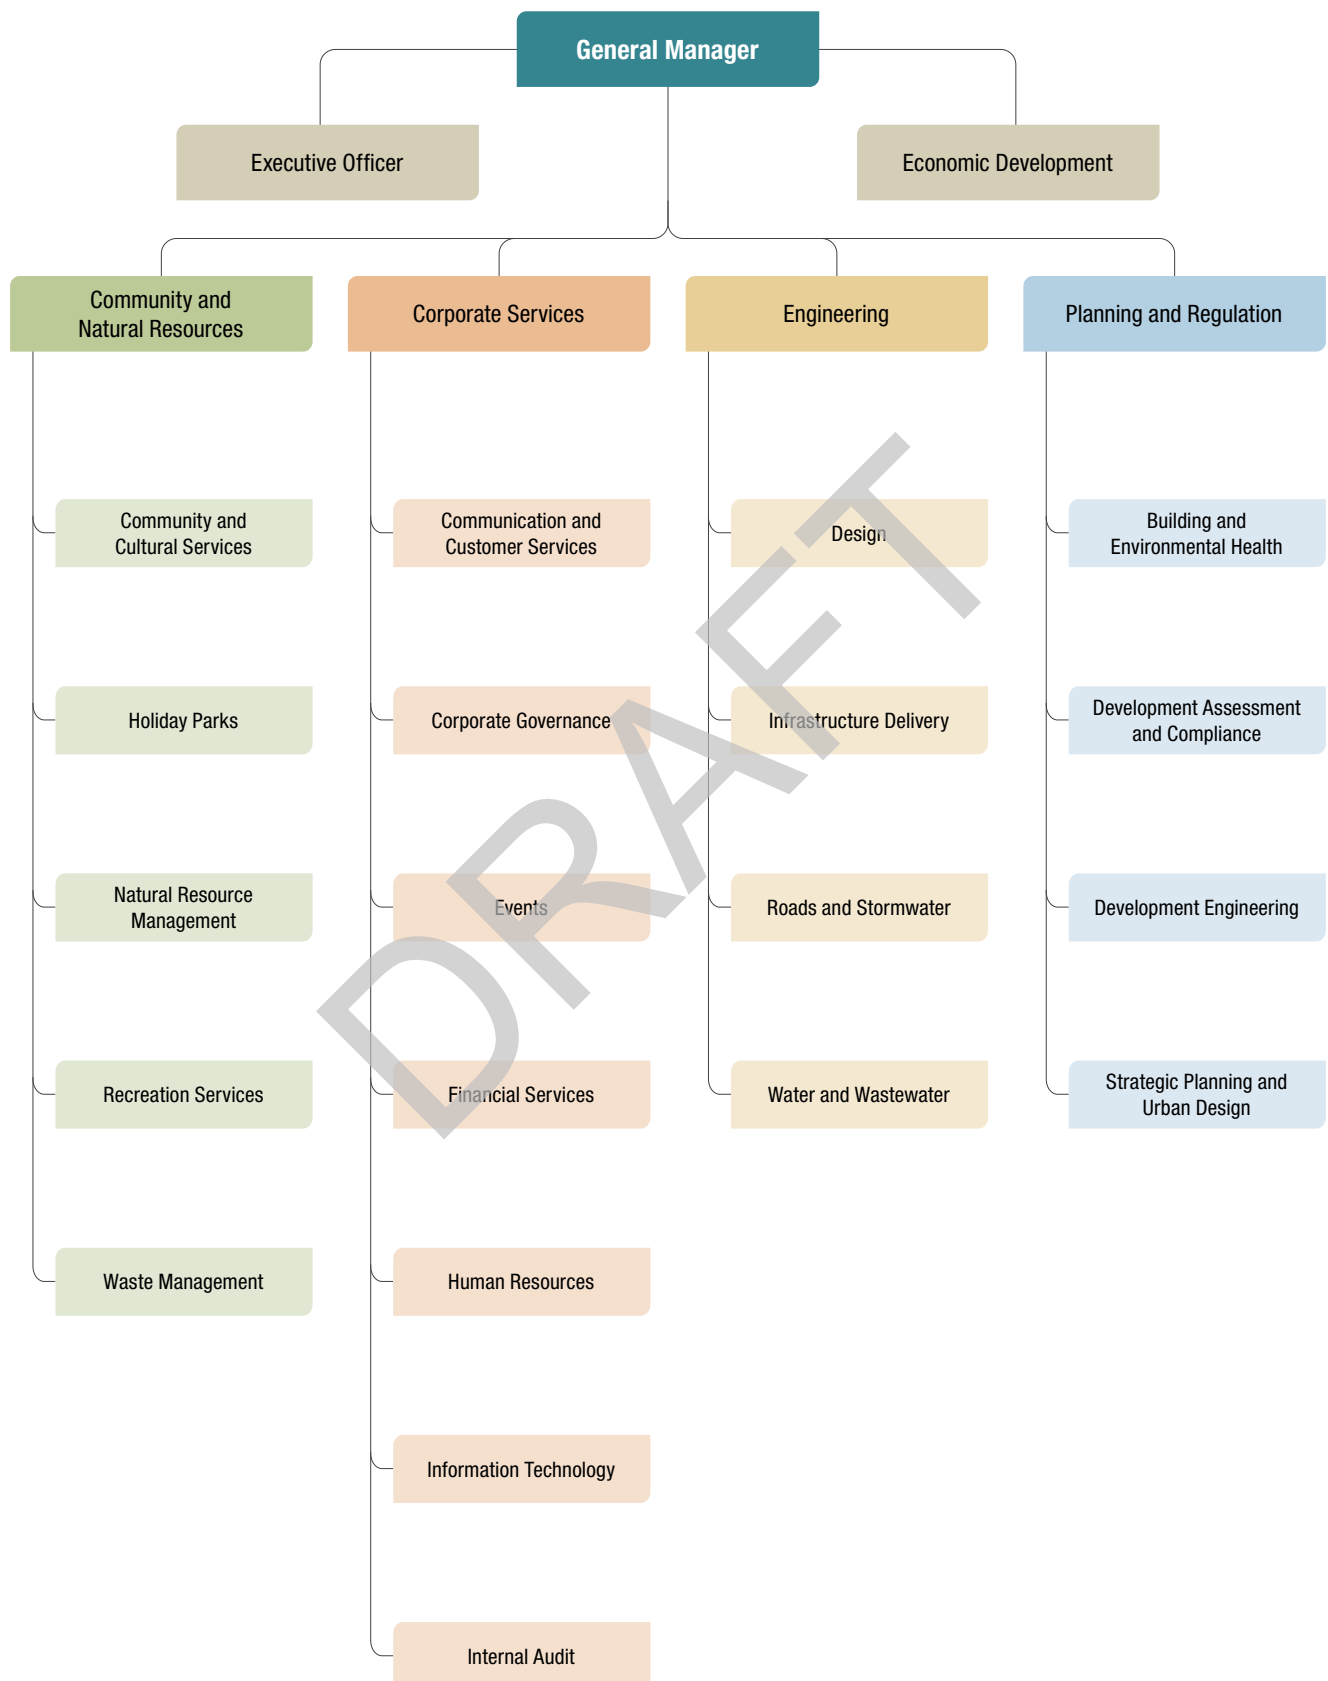 General Manager
Executive Officer
Economic Development
Community and
Natural Resources
Corporate Services
Engineering
Planning and Regulation
Community and
Cultural Services
Communication and
Customer Services
Design
Building and
Environmental Health
Holiday Parks
Corporate Governance
Infrastructure Delivery
Development Assessment
and Compliance
Natural Resource
Management
Events
Roads and Stormwater
Development Engineering
Recreation Services
Financial Services
Water and Wastewater
Strategic Planning and
Urban Design
Waste Management
Human Resources
Information Technology
Internal Audit
DRAFT